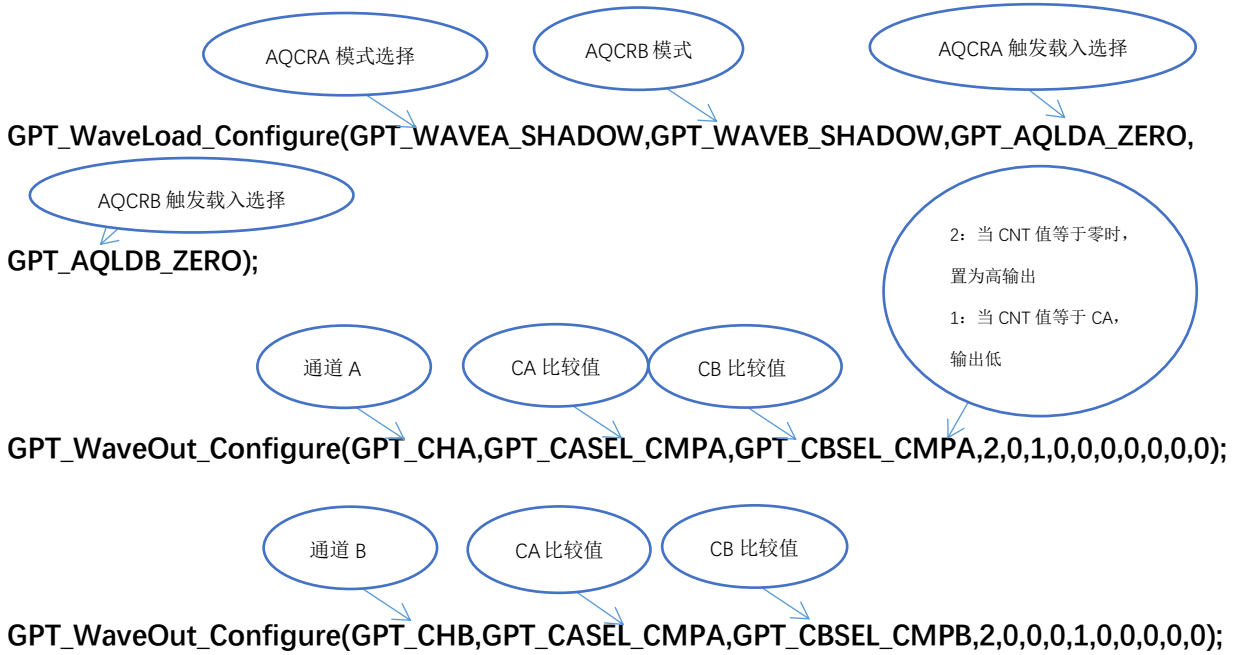 AQCRA 模式选择
AQCRB 模式
AQCRA 触发载入选择
GPT_WaveLoad_Configure(GPT_WAVEA_SHADOW,GPT_WAVEB_SHADOW,GPT_AQLDA_ZERO,
AQCRB 触发载入选择
GPT_AQLDB_ZERO);
2：当 CNT 值等于零时，
置为高输出
1：当 CNT 值等于 CA，
输出低
通道 A
CA 比较值
CB 比较值
GPT_WaveOut_Configure(GPT_CHA,GPT_CASEL_CMPA,GPT_CBSEL_CMPA,2,0,1,0,0,0,0,0,0,0);
通道 B
CA 比较值
CB 比较值
GPT_WaveOut_Configure(GPT_CHB,GPT_CASEL_CMPA,GPT_CBSEL_CMPB,2,0,0,0,1,0,0,0,0,0);